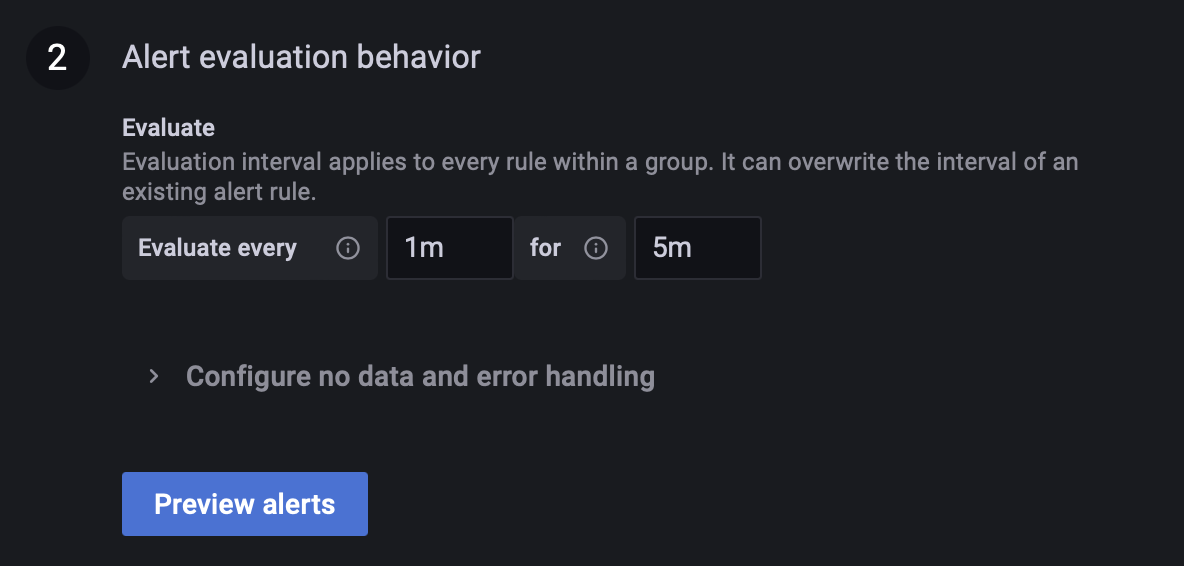 2 Alert evaluation behavior
Evaluate
Evaluation interval applies to every rule within a group. It can overwrite the interval of an
existing alert rule.
Evaluate every 1m for 5m
Configure no data and error handling
Preview alerts